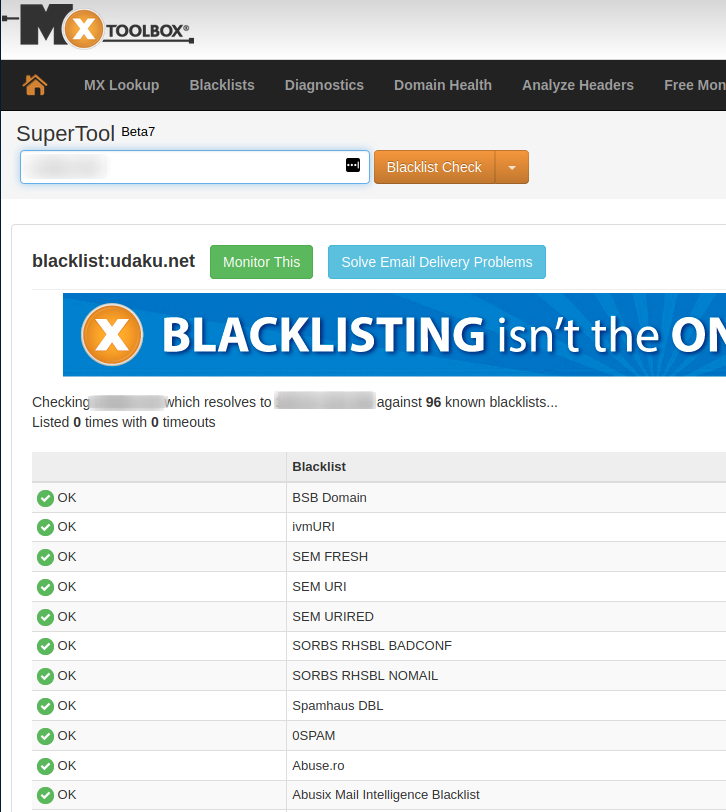 MX TOOLBOX®
MX Lookup Blacklists Diagnostics Domain Health Analyze Headers Free Mon
SuperTool Beta7
Blacklist Check
blacklist:udaku.net Monitor This Solve Email Delivery Problems
X BLACKLISTING isn't the ON
Checking which resolves to against 96 known blacklists...
Listed 0 times with 0 timeouts
Blacklist
OK BSB Domain
OK ivmURI
OK SEM FRESH
OK SEM URI
OK SEM URIRED
OK SORBS RHSBL BADCONF
OK SORBS RHSBL NOMAIL
OK Spamhaus DBL
OK 0SPAM
OK Abuse.ro
OK Abusix Mail Intelligence Blacklist